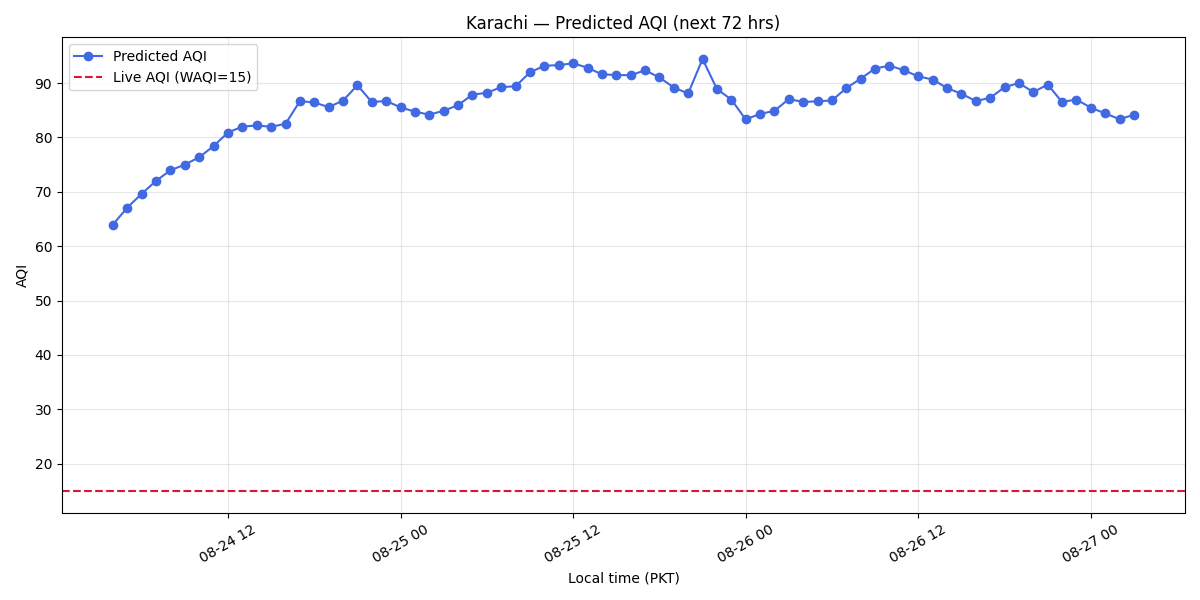 Karachi — Predicted AQI (next 72 hrs)
Predicted AQI
Live AQI (WAQI=15)
AQI
90
80
70
60
50
40
30
20
08-24 12
08-25 00
08-25 12
08-26 00
08-26 12
08-27 00
Local time (PKT)